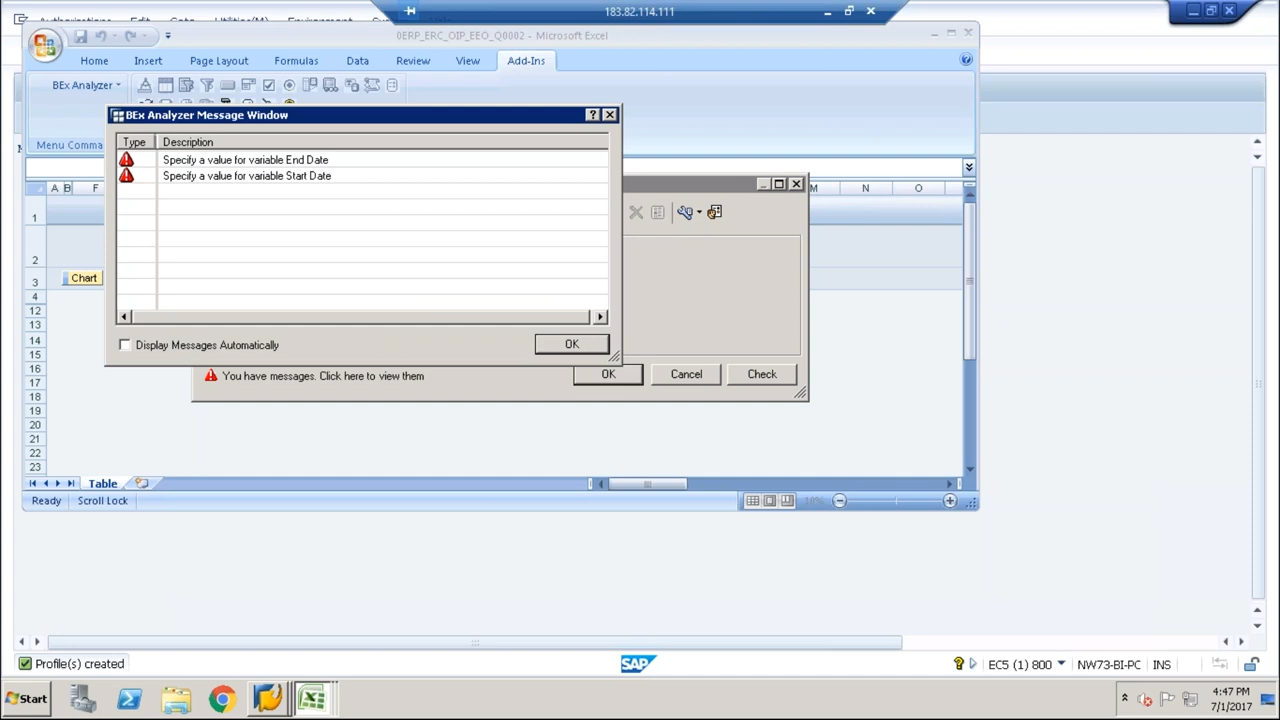 183.82.114.111
0ERP_ERC_OIP_EEO_Q0002 - Microsoft Excel
Home Insert Page Layout Formulas Data Review View Add-Ins
BEx Analyzer
BEx Analyzer Message Window
Type Description
Menu Comma
Specify a value for variable End Date
Specify a value for variable Start Date
A B F M N O
1
2
3 Chart
4
12
13
14
15
16
17
18
19
20
21
22
23
Display Messages Automatically OK
You have messages. Click here to view them OK Cancel Check
Table
Ready Scroll Lock
Profile(s) created SAP EC5 (1) 800 NW73-BI-PC INS
Start 4:47 PM
7/1/2017